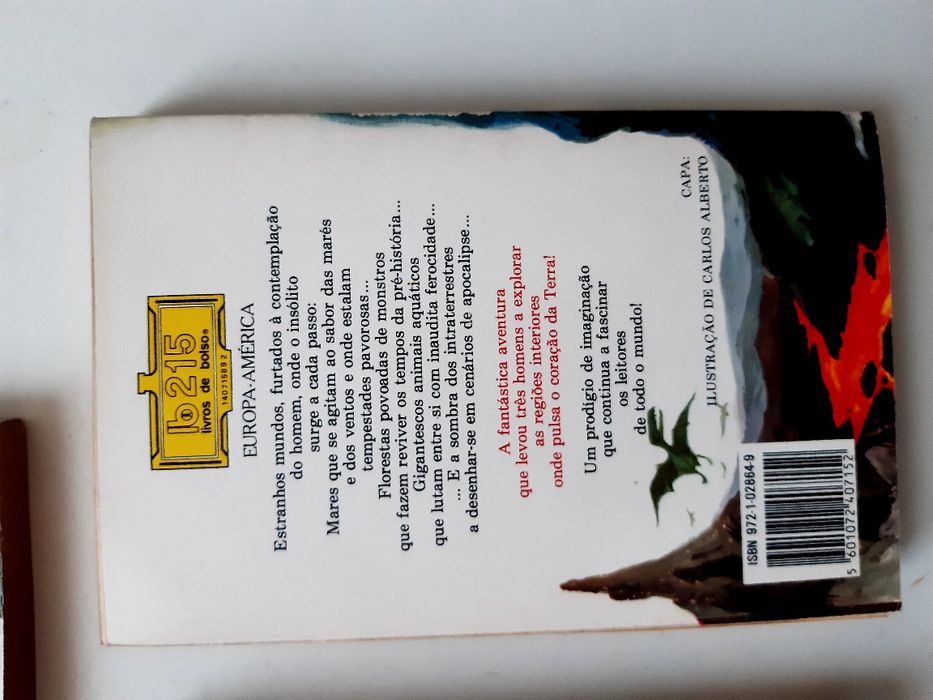 b 215
livros de bolso
14071589 2
EUROPA-AMÉRICA
Estranhos mundos, furtados à contemplação
do homem, onde o insólito
surge a cada passo:
Mares que se agitam ao sabor das marés
e dos ventos e onde estalam
tempestades pavorosas...
Florestas povoadas de monstros
que fazem reviver os tempos da pré-história...
Gigantescos animais aquáticos
que lutam entre si com inaudita ferocidade...
... E a sombra dos intraterrestres
a desenhar-se em cenários de apocalipse...
A fantástica aventura
que levou três homens a explorar
as regiões interiores
onde pulsa o coração da Terra!
Um prodígio de imaginação
que continua a fascinar
os leitores
de todo o mundo!
CAPA:
ILUSTRAÇÃO DE CARLOS ALBERTO
ISBN 972-1-02864-9
5 601072 407152